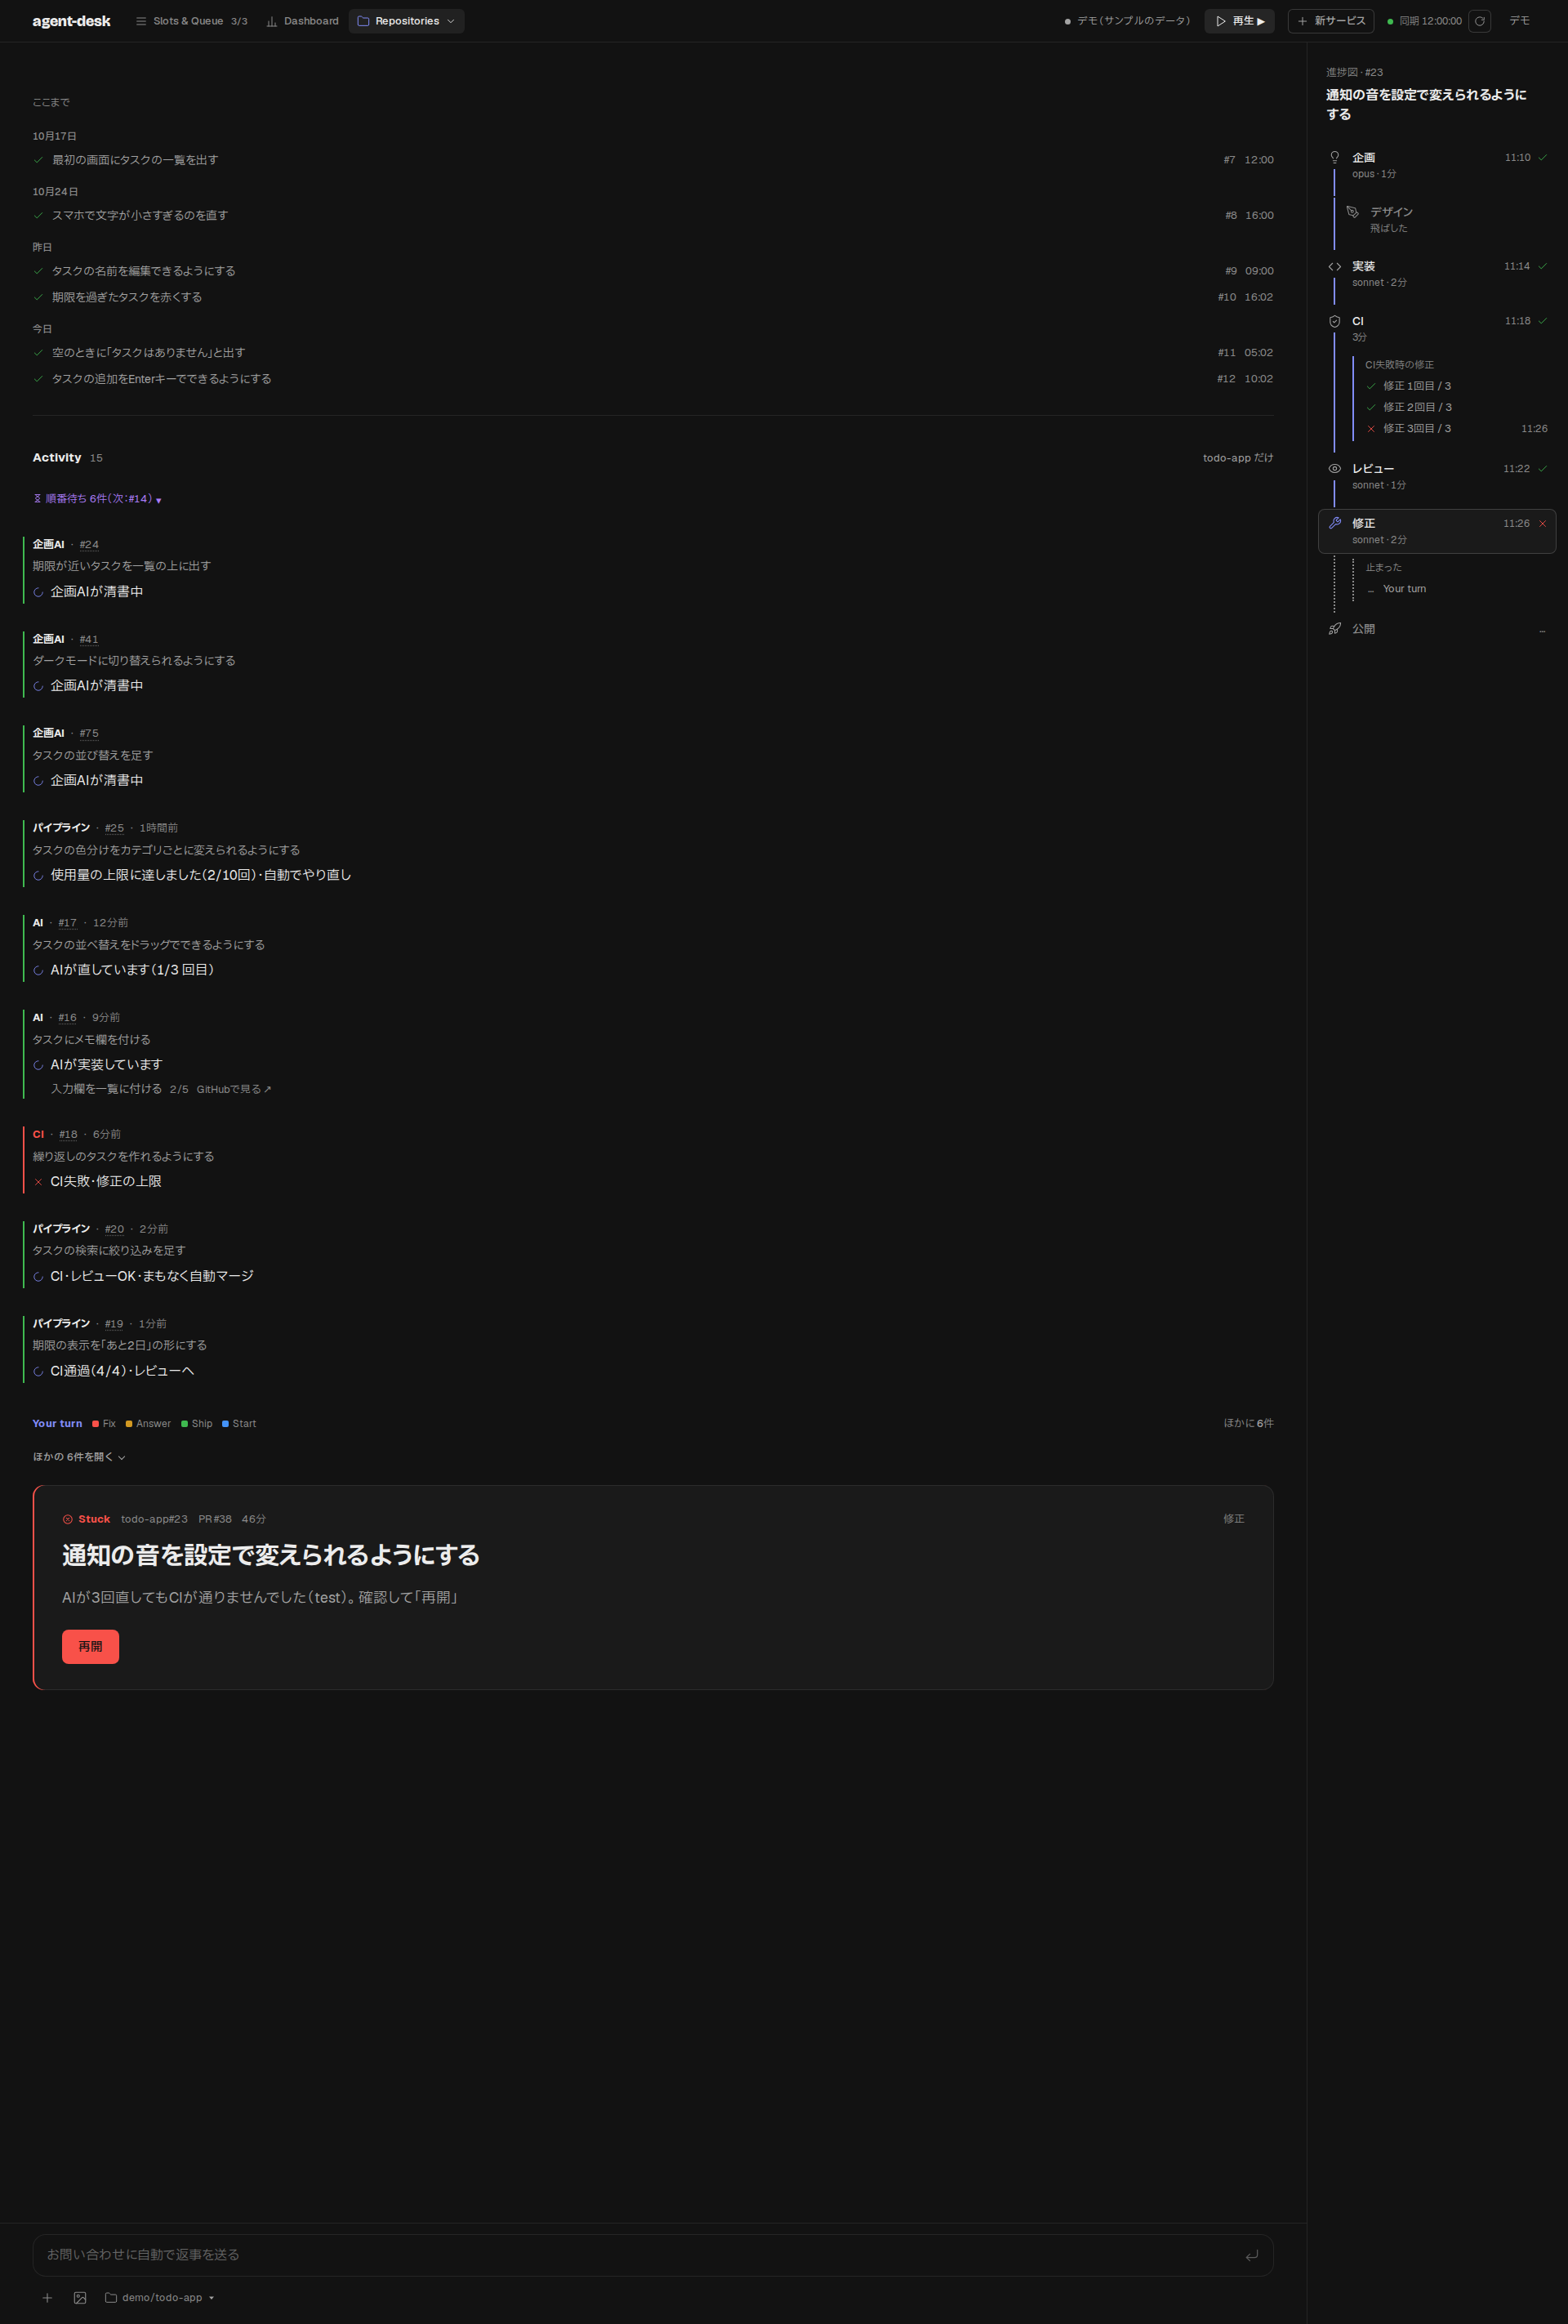 agent-desk Slots & Queue 3/3 Dashboard Repositories デモ（サンプルのデータ） 再生 ▶ 新サービス 同期 12:00:00 デモ
ここまで
10月17日
最初の画面にタスクの一覧を出す #7 12:00
10月24日
スマホで文字が小さすぎるのを直す #8 16:00
昨日
タスクの名前を編集できるようにする #9 09:00
期限を過ぎたタスクを赤くする #10 16:02
今日
空のときに「タスクはありません」と出す #11 05:02
タスクの追加をEnterキーでできるようにする #12 10:02
Activity 15 todo-app だけ
順番待ち 6件（次：#14） ▾
企画AI · #24
期限が近いタスクを一覧の上に出す
企画AIが清書中
企画AI · #41
ダークモードに切り替えられるようにする
企画AIが清書中
企画AI · #75
タスクの並び替えを足す
企画AIが清書中
パイプライン · #25 · 1時間前
タスクの色分けをカテゴリごとに変えられるようにする
使用量の上限に達しました（2/10回）・自動でやり直し
AI · #17 · 12分前
タスクの並べ替えをドラッグでできるようにする
AIが直しています（1/3 回目）
AI · #16 · 9分前
タスクにメモ欄を付ける
AIが実装しています
入力欄を一覧に付ける 2/5 GitHubで見る ↗
CI · #18 · 6分前
繰り返しのタスクを作れるようにする
CI失敗・修正の上限
パイプライン · #20 · 2分前
タスクの検索に絞り込みを足す
CI・レビューOK・まもなく自動マージ
パイプライン · #19 · 1分前
期限の表示を「あと2日」の形にする
CI通過（4/4）・レビューへ
Your turn Fix Answer Ship Start ほかに 6件
ほかの 6件を開く
Stuck todo-app#23 PR #38 46分 修正
通知の音を設定で変えられるようにする
AIが3回直してもCIが通りませんでした（test）。確認して「再開」
再開
お問い合わせに自動で返事を送る
demo/todo-app ▾
進捗図 · #23
通知の音を設定で変えられるように
する
企画 11:10
opus · 1分
デザイン
飛ばした
実装 11:14
sonnet · 2分
CI 11:18
3分
CI失敗時の修正
修正 1回目 / 3
修正 2回目 / 3
修正 3回目 / 3 11:26
レビュー 11:22
sonnet · 1分
修正 11:26
sonnet · 2分
止まった
Your turn
公開